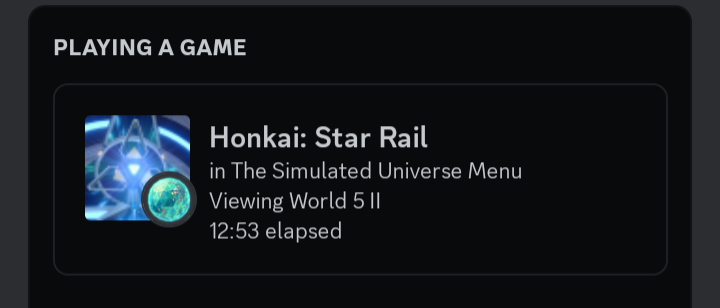 PLAYING A GAME
Honkai: Star Rail
in The Simulated Universe Menu
Viewing World 5 II
12:53 elapsed